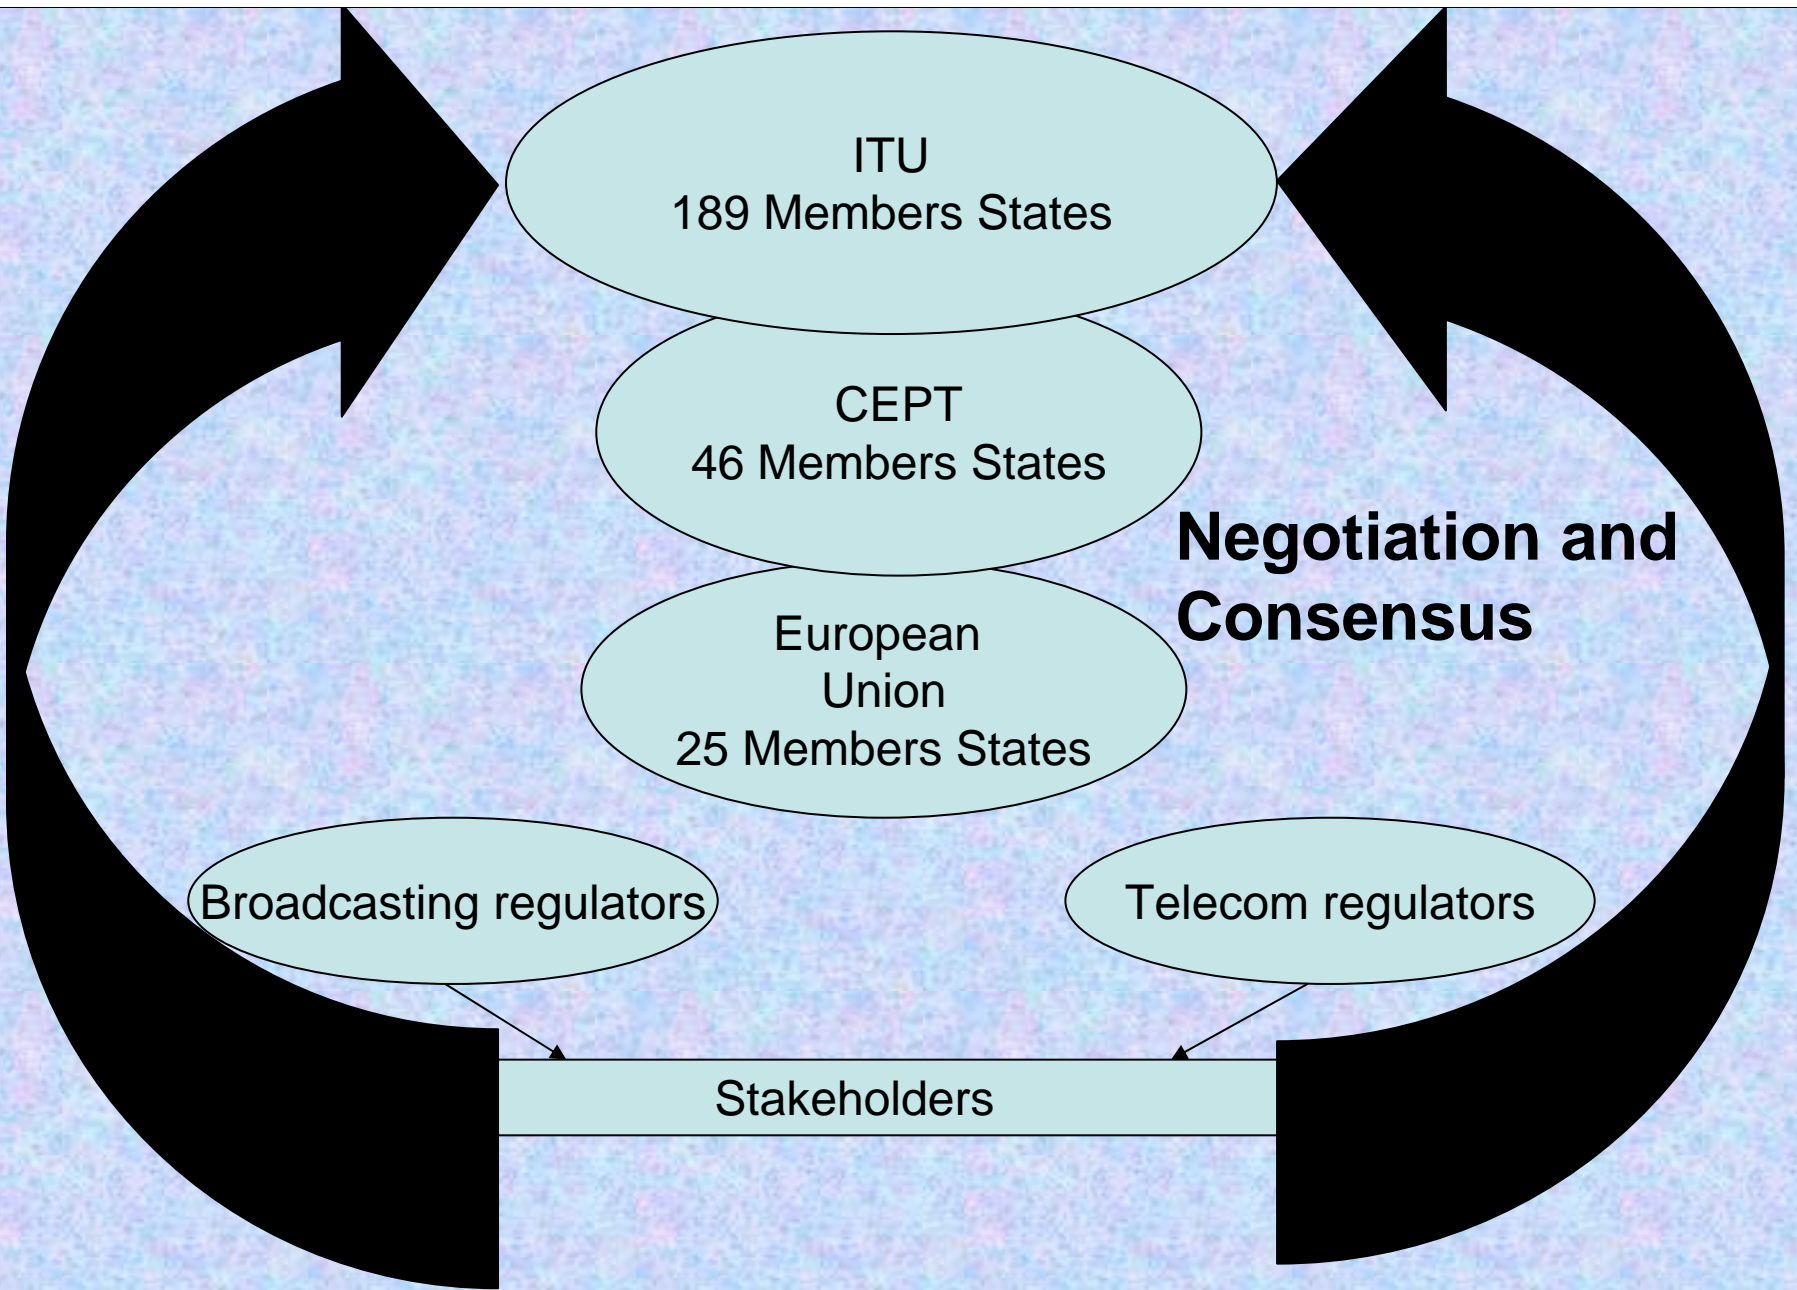 ITU
189 Members States
CEPT
46 Members States
Negotiation and
Consensus
European
Union
25 Members States
Broadcasting regulators
Telecom regulators
Stakeholders